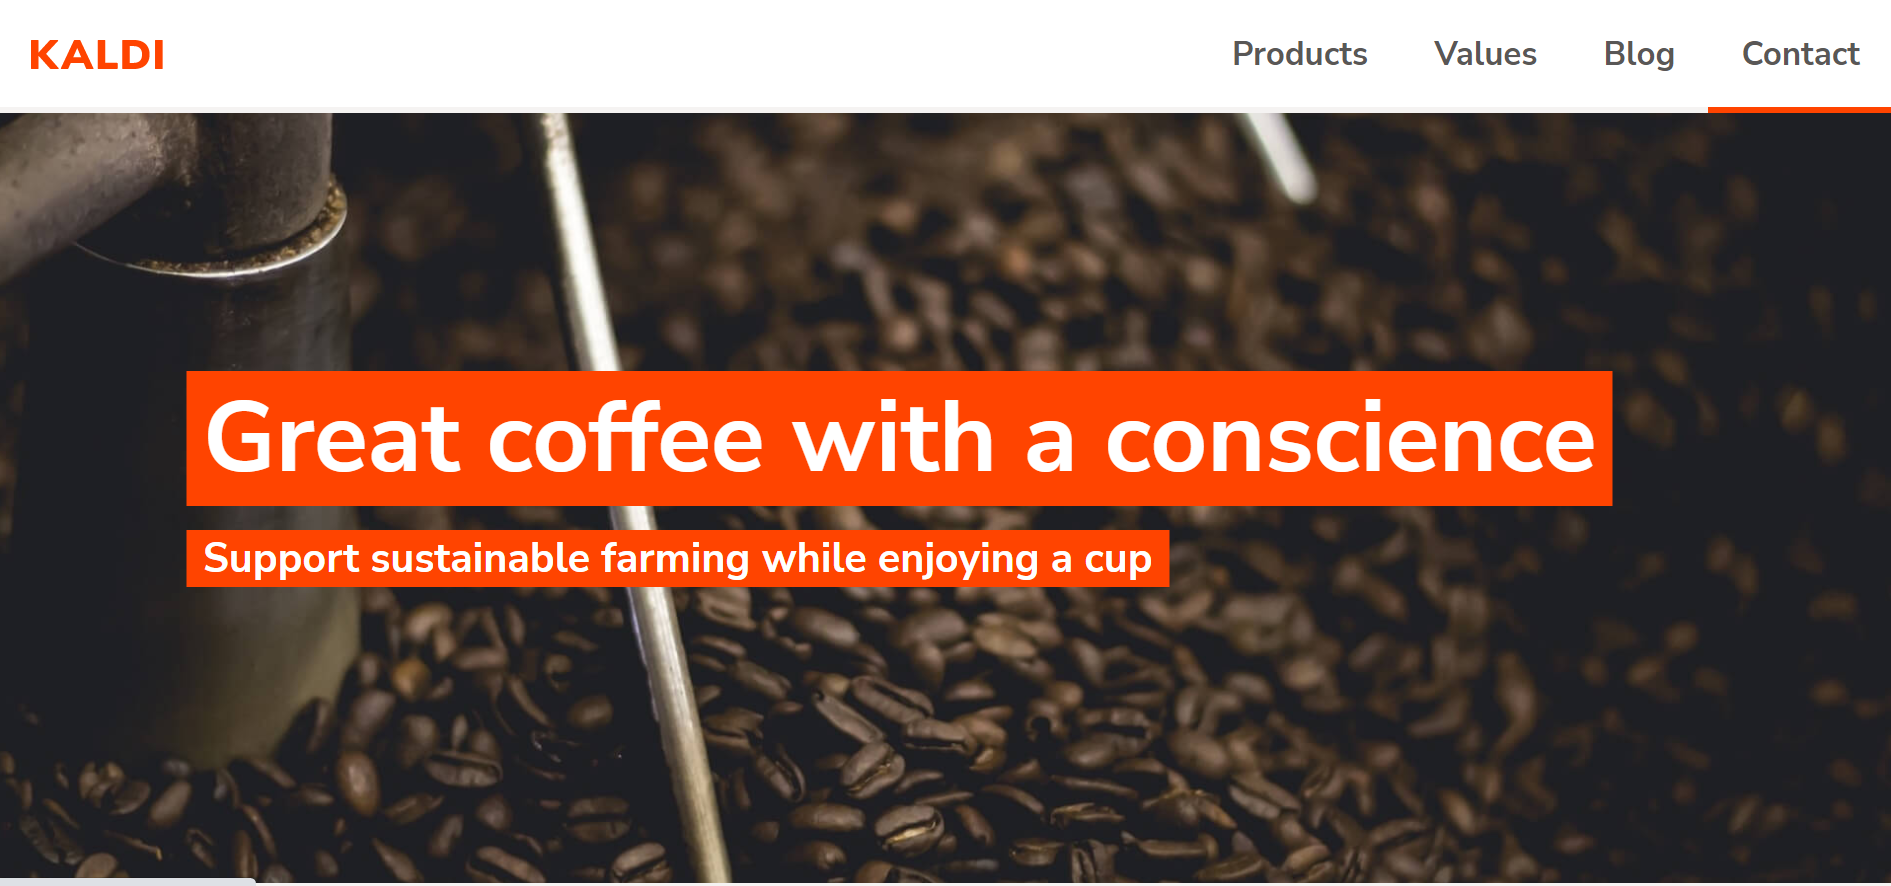 KALDI
Products Values Blog Contact
Great coffee with a conscience
Support sustainable farming while enjoying a cup